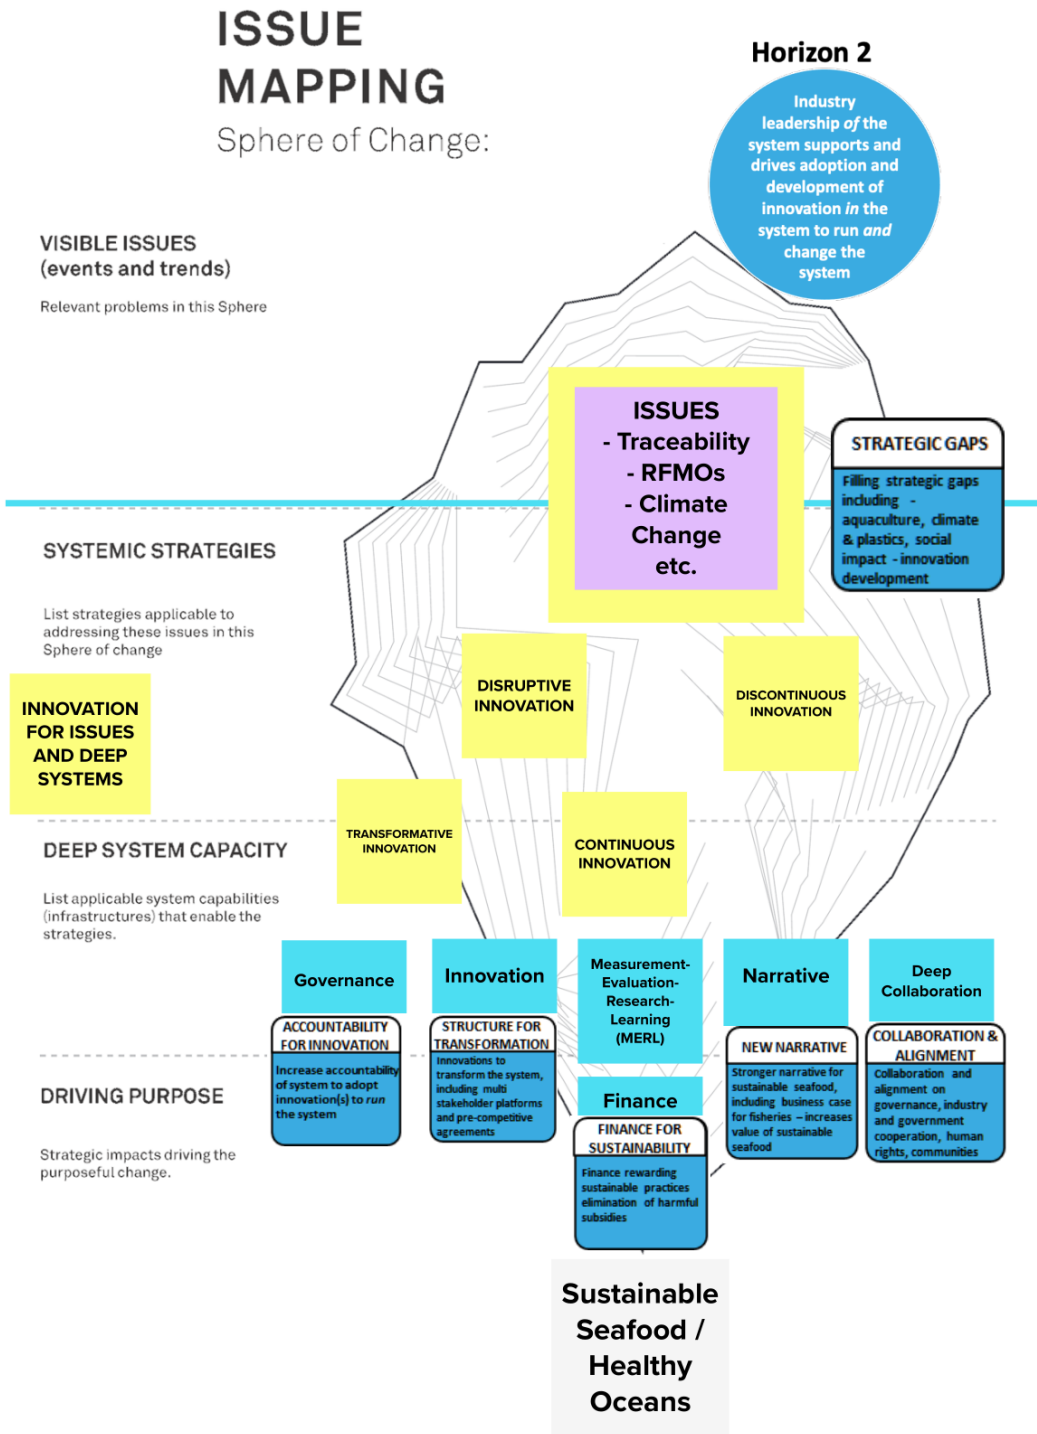 ISSUE
MAPPING
Sphere of Change:
Horizon 2
Industry
leadership of the
system supports and
drives adoption and
development of
innovation in the
system to run and
change the
system
VISIBLE ISSUES
(events and trends)
Relevant problems in this Sphere
ISSUES
- Traceability
- RFMOs
- Climate
Change
etc.
STRATEGIC GAPS
Filling strategic gaps
including -
aquaculture, climate
& plastics, social
impact - innovation
development
SYSTEMIC STRATEGIES
List strategies applicable to
addressing these issues in this
Sphere of change
INNOVATION
FOR ISSUES
AND DEEP
SYSTEMS
DISRUPTIVE
INNOVATION
DISCONTINUOUS
INNOVATION
TRANSFORMATIVE
INNOVATION
CONTINUOUS
INNOVATION
DEEP SYSTEM CAPACITY
List applicable system capabilities
(infrastructures) that enable the
strategies.
Governance
Innovation
Measurement-
Evaluation-
Research-
Learning
(MERL)
Narrative
Deep
Collaboration
ACCOUNTABILITY
FOR INNOVATION
Increase accountability
of system to adopt
innovation(s) to run
the system
STRUCTURE FOR
TRANSFORMATION
Innovations to
transform the system,
including multi
stakeholder platforms
and pre-competitive
agreements
Finance
FINANCE FOR
SUSTAINABILITY
Finance rewarding
sustainable practices
elimination of harmful
subsidies
NEW NARRATIVE
Stronger narrative for
sustainable seafood,
including business case
for fisheries – increases
value of sustainable
seafood
COLLABORATION &
ALIGNMENT
Collaboration and
alignment on
governance, industry
and government
cooperation, human
rights, communities
DRIVING PURPOSE
Strategic impacts driving the
purposeful change.
Sustainable
Seafood /
Healthy
Oceans